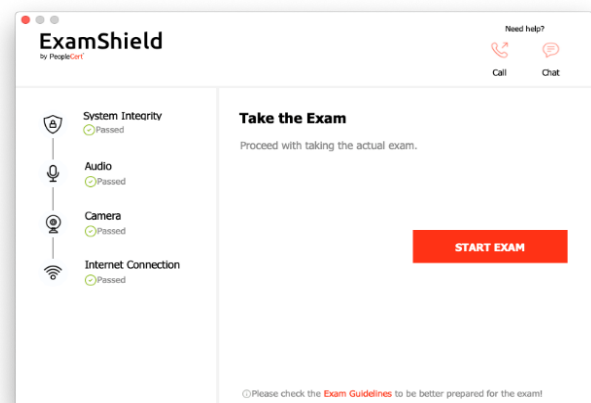 Need help?
ExamShield
by PeopleCert
Call
Chat
System Integrity
Passed
Audio
Passed
Camera
Passed
Internet Connection
Passed
Take the Exam
Proceed with taking the actual exam.
START EXAM
Please check the Exam Guidelines to be better prepared for the exam!